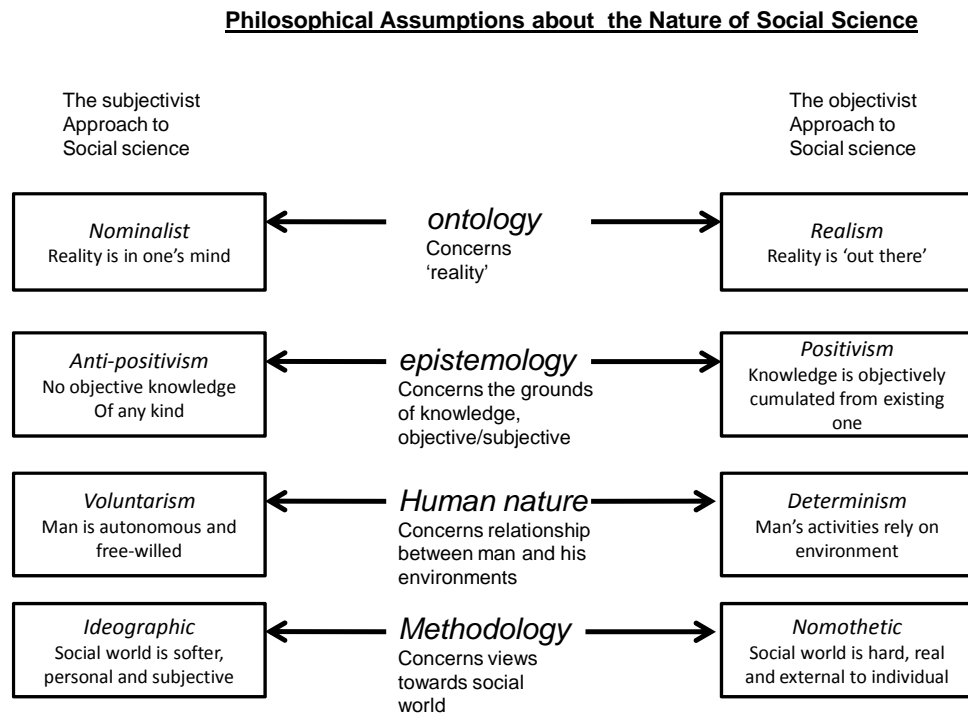 Philosophical Assumptions about the Nature of Social Science
The subjectivist
Approach to
Social science
The objectivist
Approach to
Social science
Nominalist
Reality is in one's mind
ontology
Concerns
'reality'
Realism
Reality is 'out there'
Anti-positivism
No objective knowledge
Of any kind
epistemology
Concerns the grounds
of knowledge,
objective/subjective
Positivism
Knowledge is objectively
cumulated from existing
one
Voluntarism
Man is autonomous and
free-willed
Human nature
Concerns relationship
between man and his
environments
Determinism
Man's activities rely on
environment
Ideographic
Social world is softer,
personal and subjective
Methodology
Concerns views
towards social
world
Nomothetic
Social world is hard, real
and external to individual